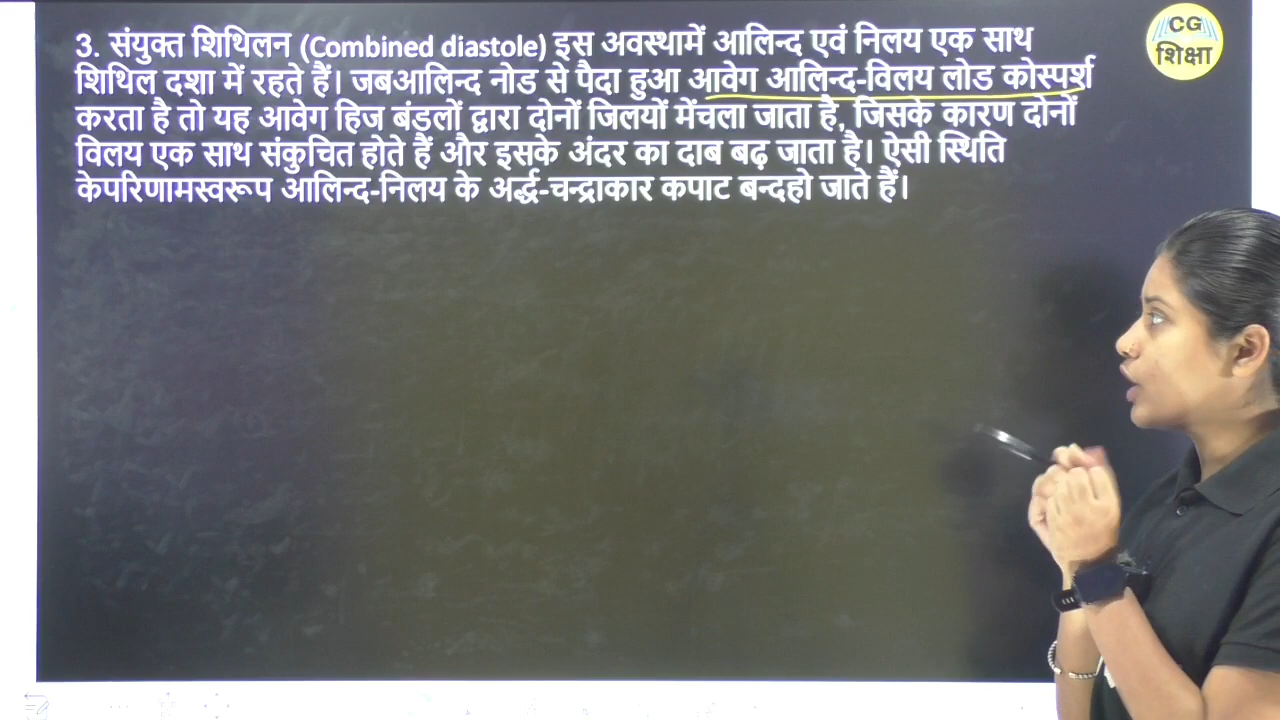 3. संयुक्त शिथिलन (Combined diastole) इस अवस्थामें आलिन्द एवं निलय एक साथ
शिथिल दशा में रहते हैं। जबआलिन्द नोड से पैदा हुआ आवेग आलिन्द-विलय लोड कोस्पर्श
करता है तो यह आवेग हिज बंडलों द्वारा दोनों जिलयों मेंचला जाता है, जिसके कारण दोनों
विलय एक साथ संकुचित होते हैं और इसके अंदर का दाब बढ़ जाता है। ऐसी स्थिति
केपरिणामस्वरूप आलिन्द-निलय के अर्द्ध-चन्द्राकार कपाट बन्दहो जाते हैं।
CG
शिक्षा